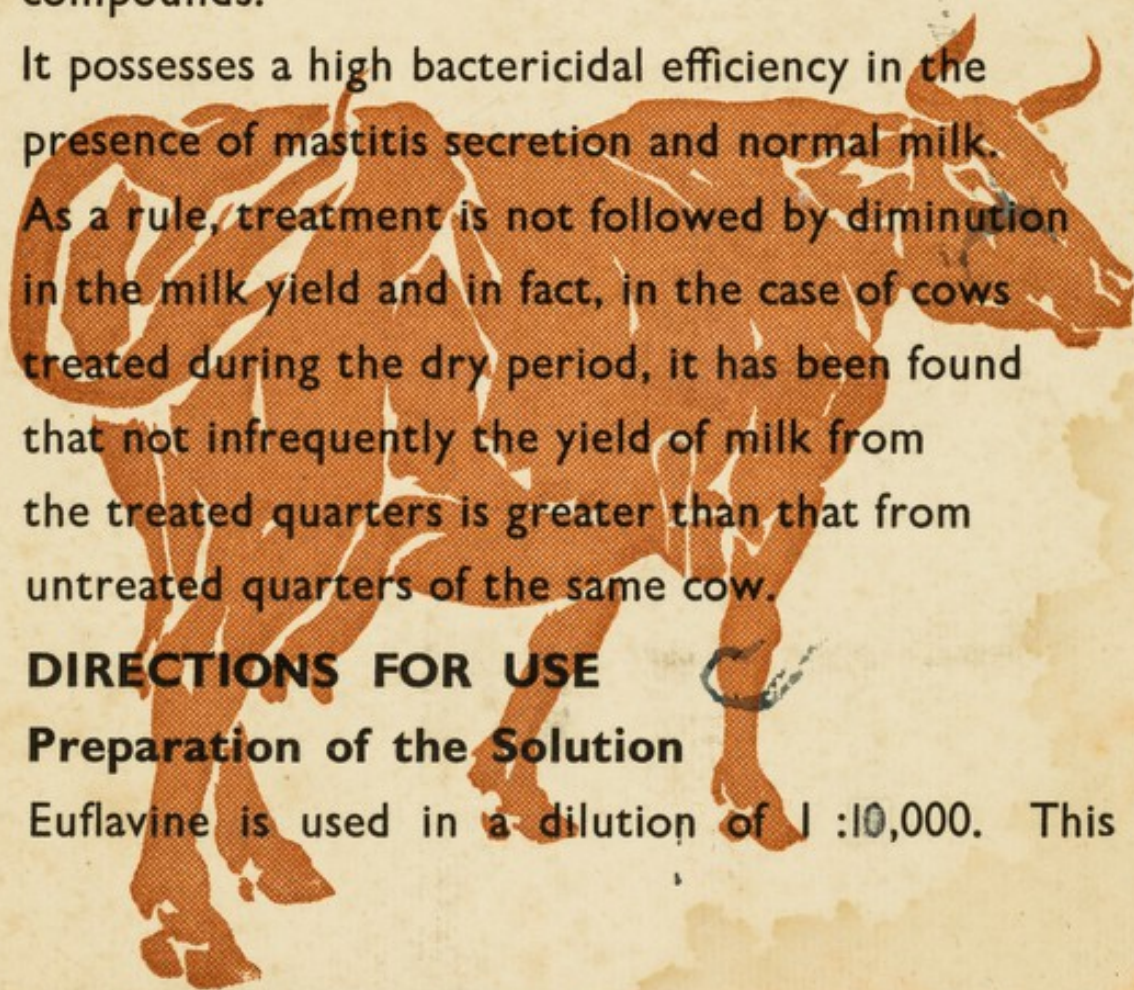 compounds.
It possesses a high bactericidal efficiency in the
presence of mastitis secretion and normal milk.
As a rule, treatment is not followed by diminution
in the milk yield and in fact, in the case of cows
treated during the dry period, it has been found
that not infrequently the yield of milk from
the treated quarters is greater than that from
untreated quarters of the same cow.
DIRECTIONS FOR USE
Preparation of the Solution
Euflavine is used in a dilution of 1 :10,000. This